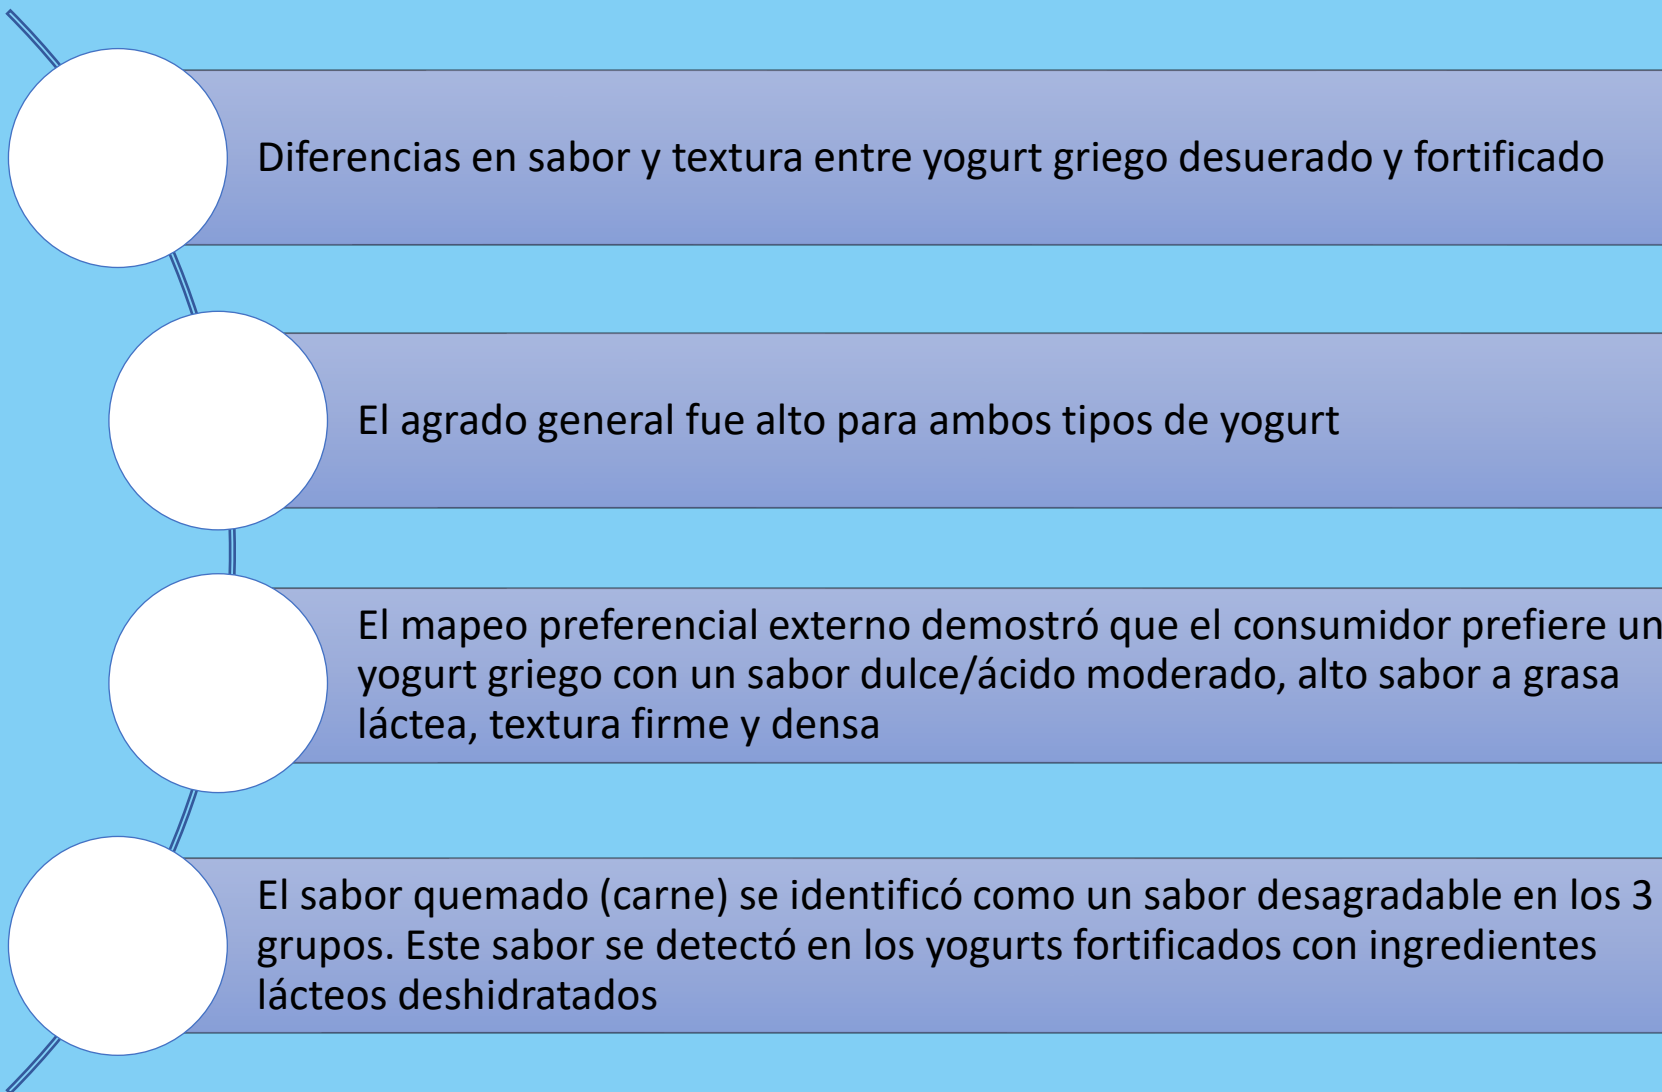 Diferencias en sabor y textura entre yogurt griego desuerado y fortificado
El agrado general fue alto para ambos tipos de yogurt
El mapeo preferencial externo demostró que el consumidor prefiere un
yogurt griego con un sabor dulce/ácido moderado, alto sabor a grasa
láctea, textura firme y densa
El sabor quemado (carne) se identificó como un sabor desagradable en los 3
grupos. Este sabor se detectó en los yogurts fortificados con ingredientes
lácteos deshidratados